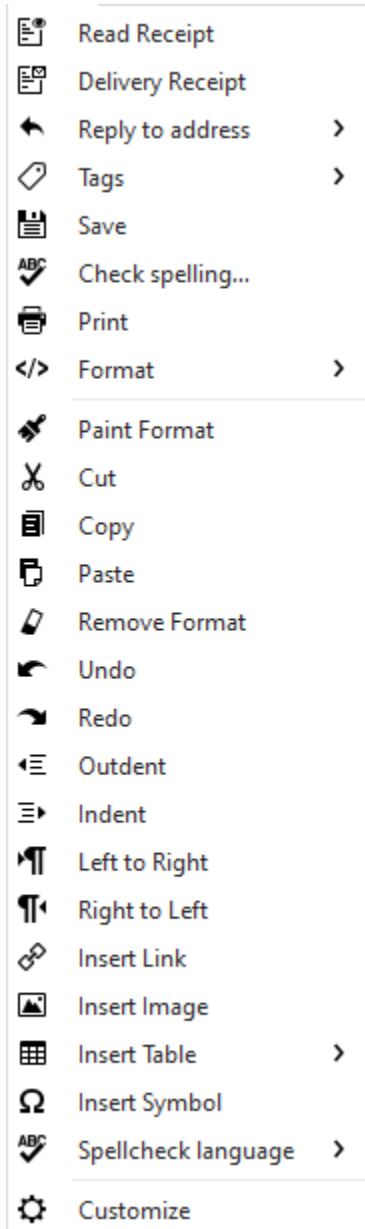 Read Receipt
Delivery Receipt
Reply to address
Tags
Save
ABC Check spelling...
Print
</> Format
Paint Format
Cut
Copy
Paste
Remove Format
Undo
Redo
Outdent
Indent
Left to Right
Right to Left
Insert Link
Insert Image
Insert Table
Ω Insert Symbol
ABC Spellcheck language
Customize